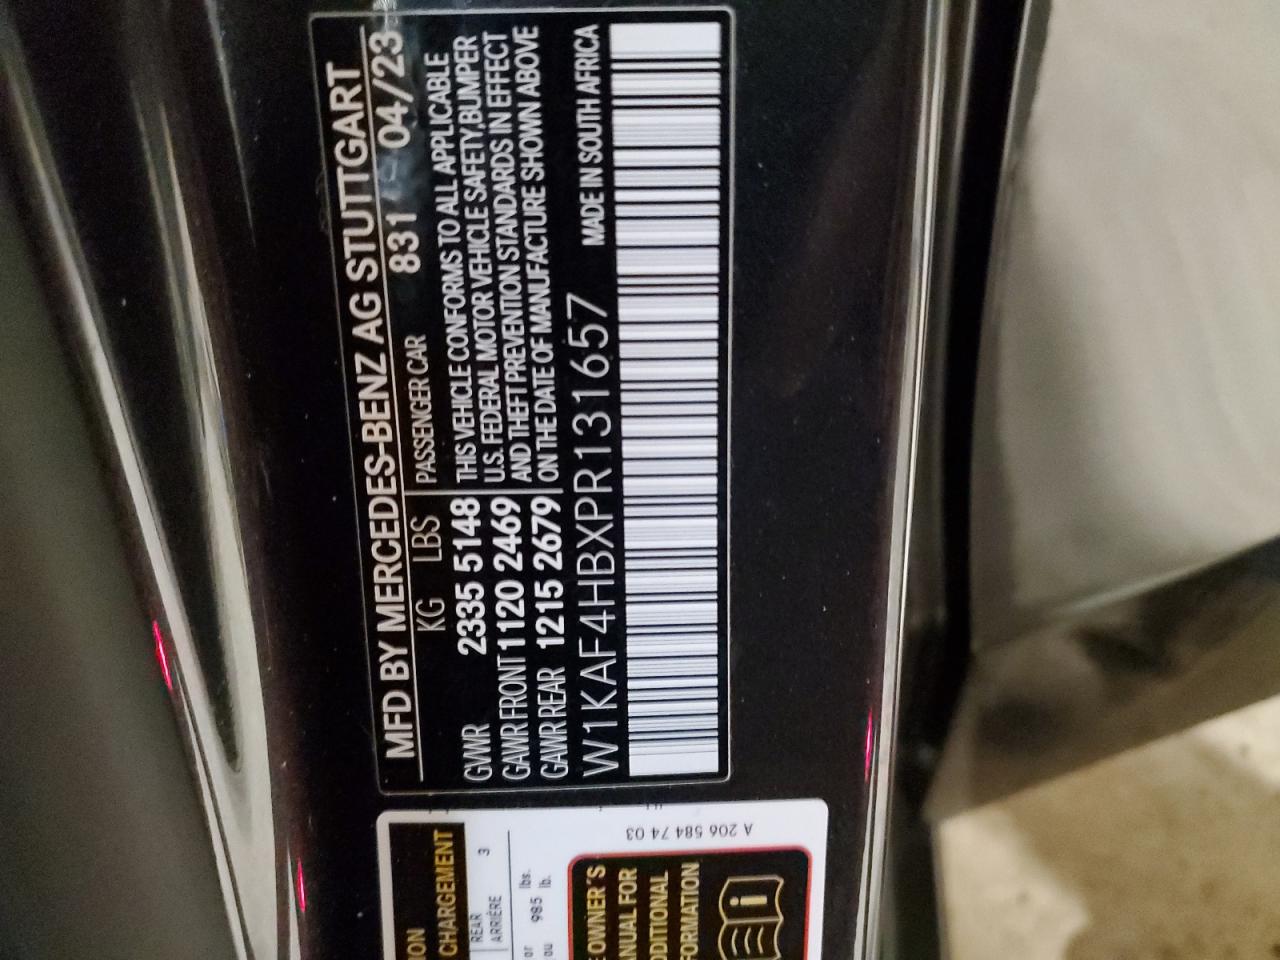 MFD BY MERCEDES-BENZ AG STUTTGART
KG LBS PASSENGER CAR 831 04/23
GVWR 2335 5148
GAWR FRONT 1120 2469
GAWR REAR 1215 2679
THIS VEHICLE CONFORMS TO ALL APPLICABLE
U.S. FEDERAL MOTOR VEHICLE SAFETY,BUMPER
AND THEFT PREVENTION STANDARDS IN EFFECT
ON THE DATE OF MANUFACTURE SHOWN ABOVE
W1KAF4HBXPR131657 MADE IN SOUTH AFRICA
CHARGEMENT
REAR 3
ARRIÈRE
or lbs.
ou 985 lb.
A 206 584 74 03
OWNER'S
FOR